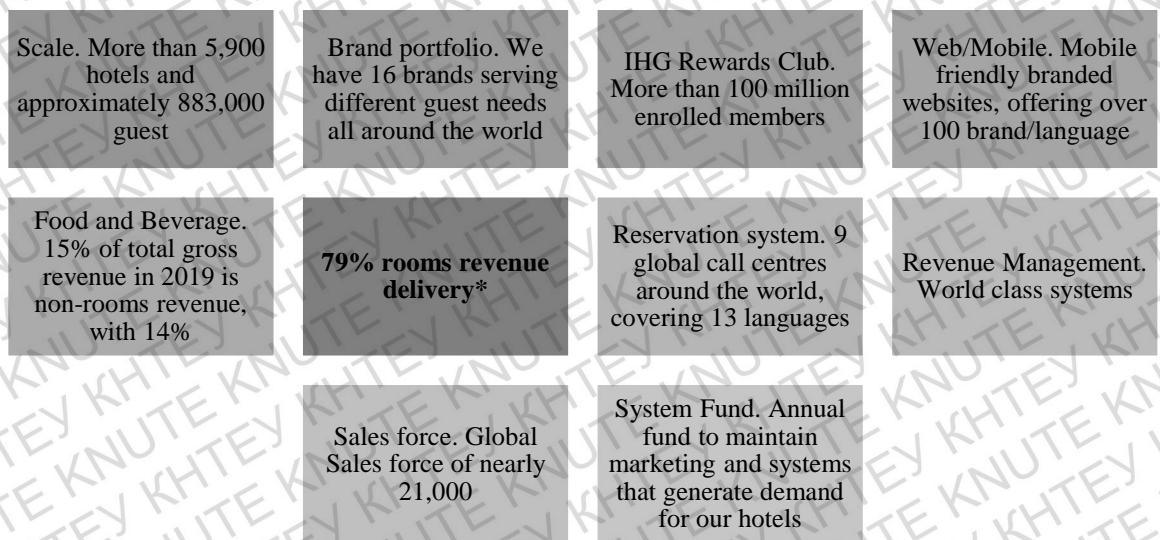 Scale. More than 5,900
hotels and
approximately 883,000
guest
Brand portfolio. We
have 16 brands serving
different guest needs
all around the world
IHG Rewards Club.
More than 100 million
enrolled members
Web/Mobile. Mobile
friendly branded
websites, offering over
100 brand/language
Food and Beverage.
15% of total gross
revenue in 2019 is
non-rooms revenue,
with 14%
79% rooms revenue
delivery*
Reservation system. 9
global call centres
around the world,
covering 13 languages
Revenue Management.
World class systems
Sales force. Global
Sales force of nearly
21,000
System Fund. Annual
fund to maintain
marketing and systems
that generate demand
for our hotels